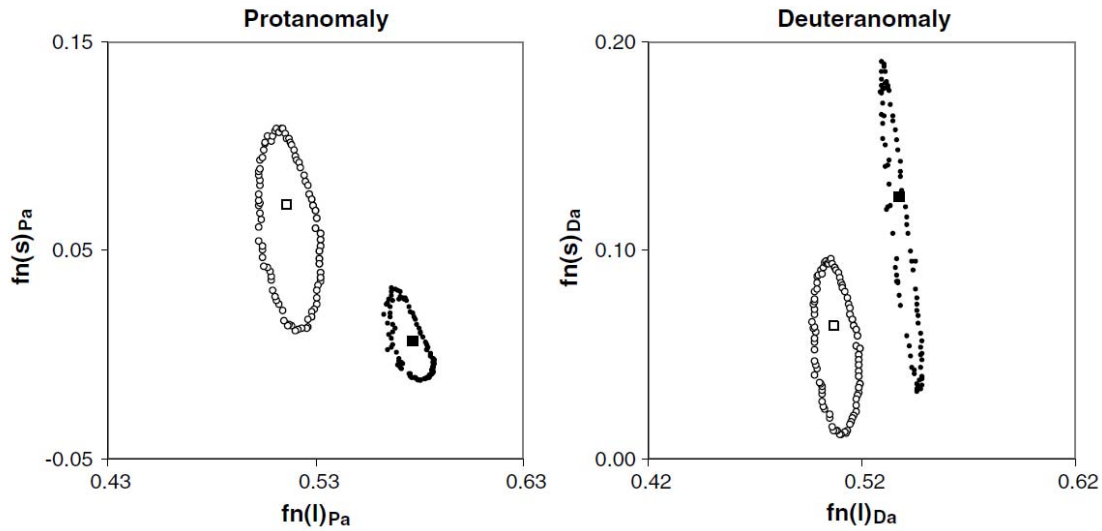 Protanomaly
0.15
0.05
-0.05
0.43
0.53
0.63
fn(s)Pa
fn(l)Pa
Deuteranomaly
0.20
0.10
0.00
0.42
0.52
0.62
fn(s)Da
fn(l)Da